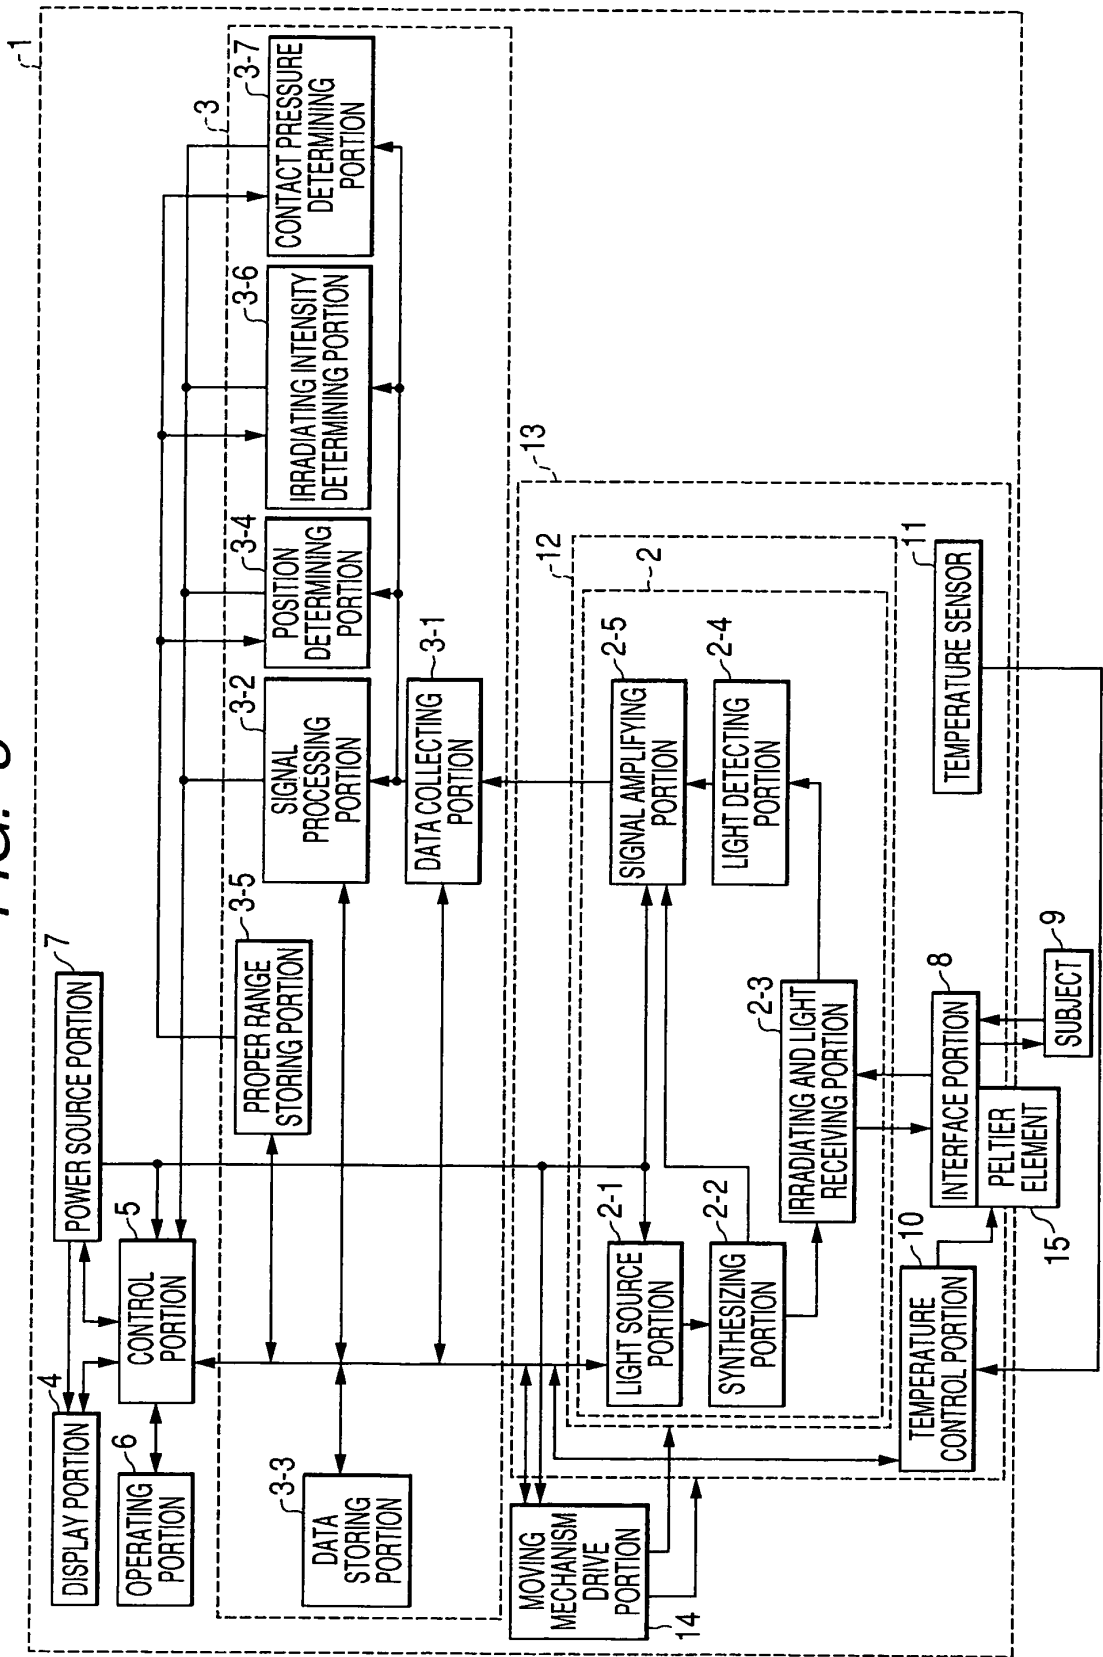 FIG.
1
DISPLAY PORTION
4
POWER SOURCE PORTION
7
OPERATING
PORTION
6
CONTROL
PORTION
5
3
DATA
STORING
PORTION
3-3
PROPER RANGE
STORING PORTION
3-5
SIGNAL
PROCESSING
PORTION
3-2
POSITION
DETERMINING
PORTION
3-4
IRRADIATING INTENSITY
DETERMINING PORTION
3-6
CONTACT PRESSURE
DETERMINING
PORTION
3-7
DATA COLLECTING
PORTION
3-1
MOVING
MECHANISM
DRIVE
PORTION
14
13
12
2
LIGHT SOURCE
PORTION
2-1
SIGNAL AMPLIFYING
PORTION
2-5
SYNTHESIZING
PORTION
2-2
LIGHT DETECTING
PORTION
2-4
IRRADIATING AND LIGHT
RECEIVING PORTION
2-3
TEMPERATURE
CONTROL PORTION
10
INTERFACE PORTION
8
PELTIER
ELEMENT
15
TEMPERATURE SENSOR
11
SUBJECT
9